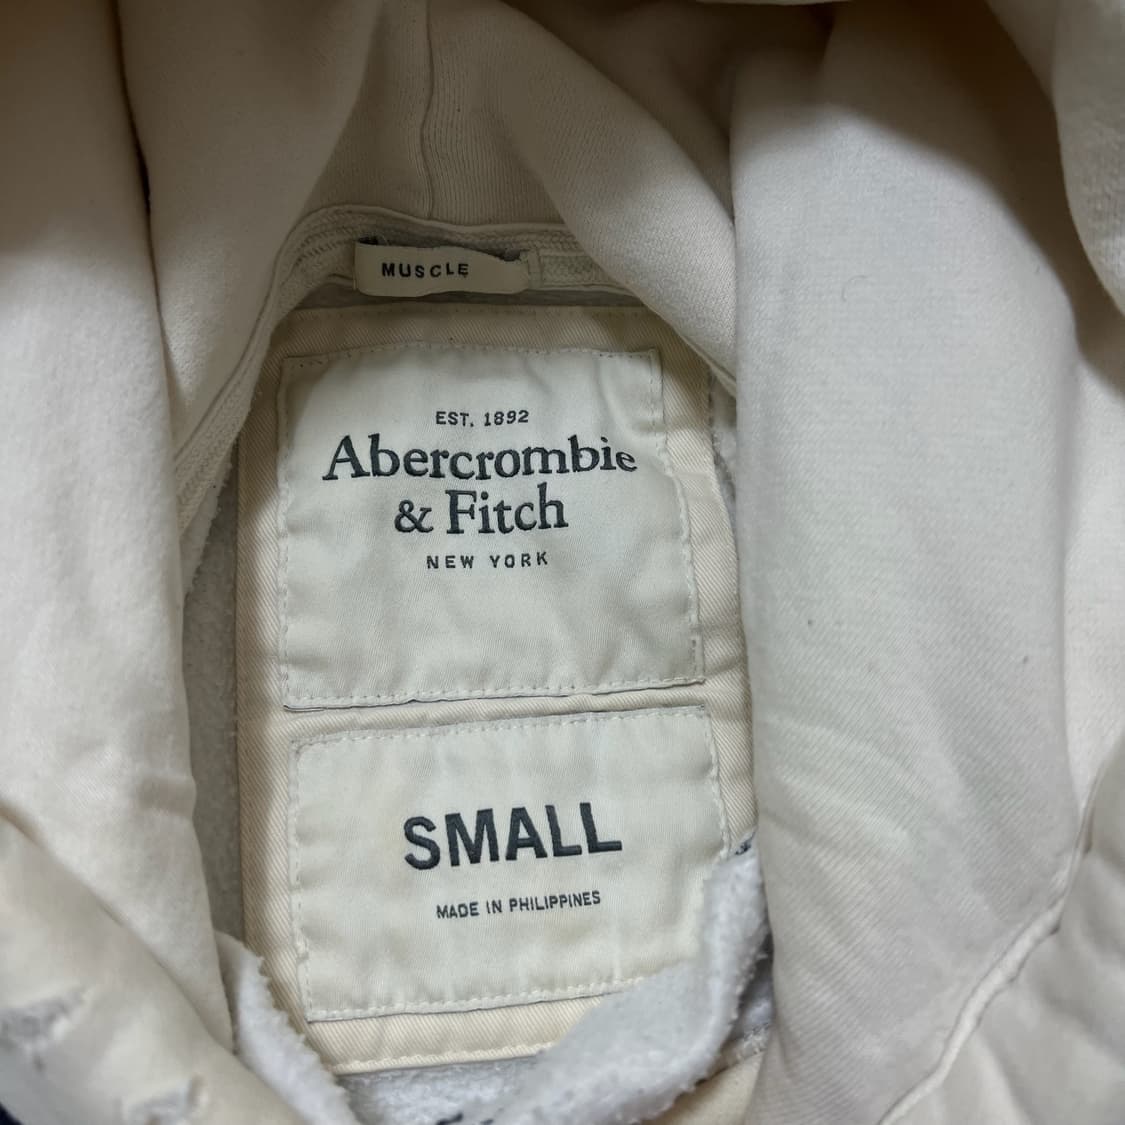 MUSCLE
EST. 1892
Abercrombie
& Fitch
NEW YORK
SMALL
MADE IN PHILIPPINES